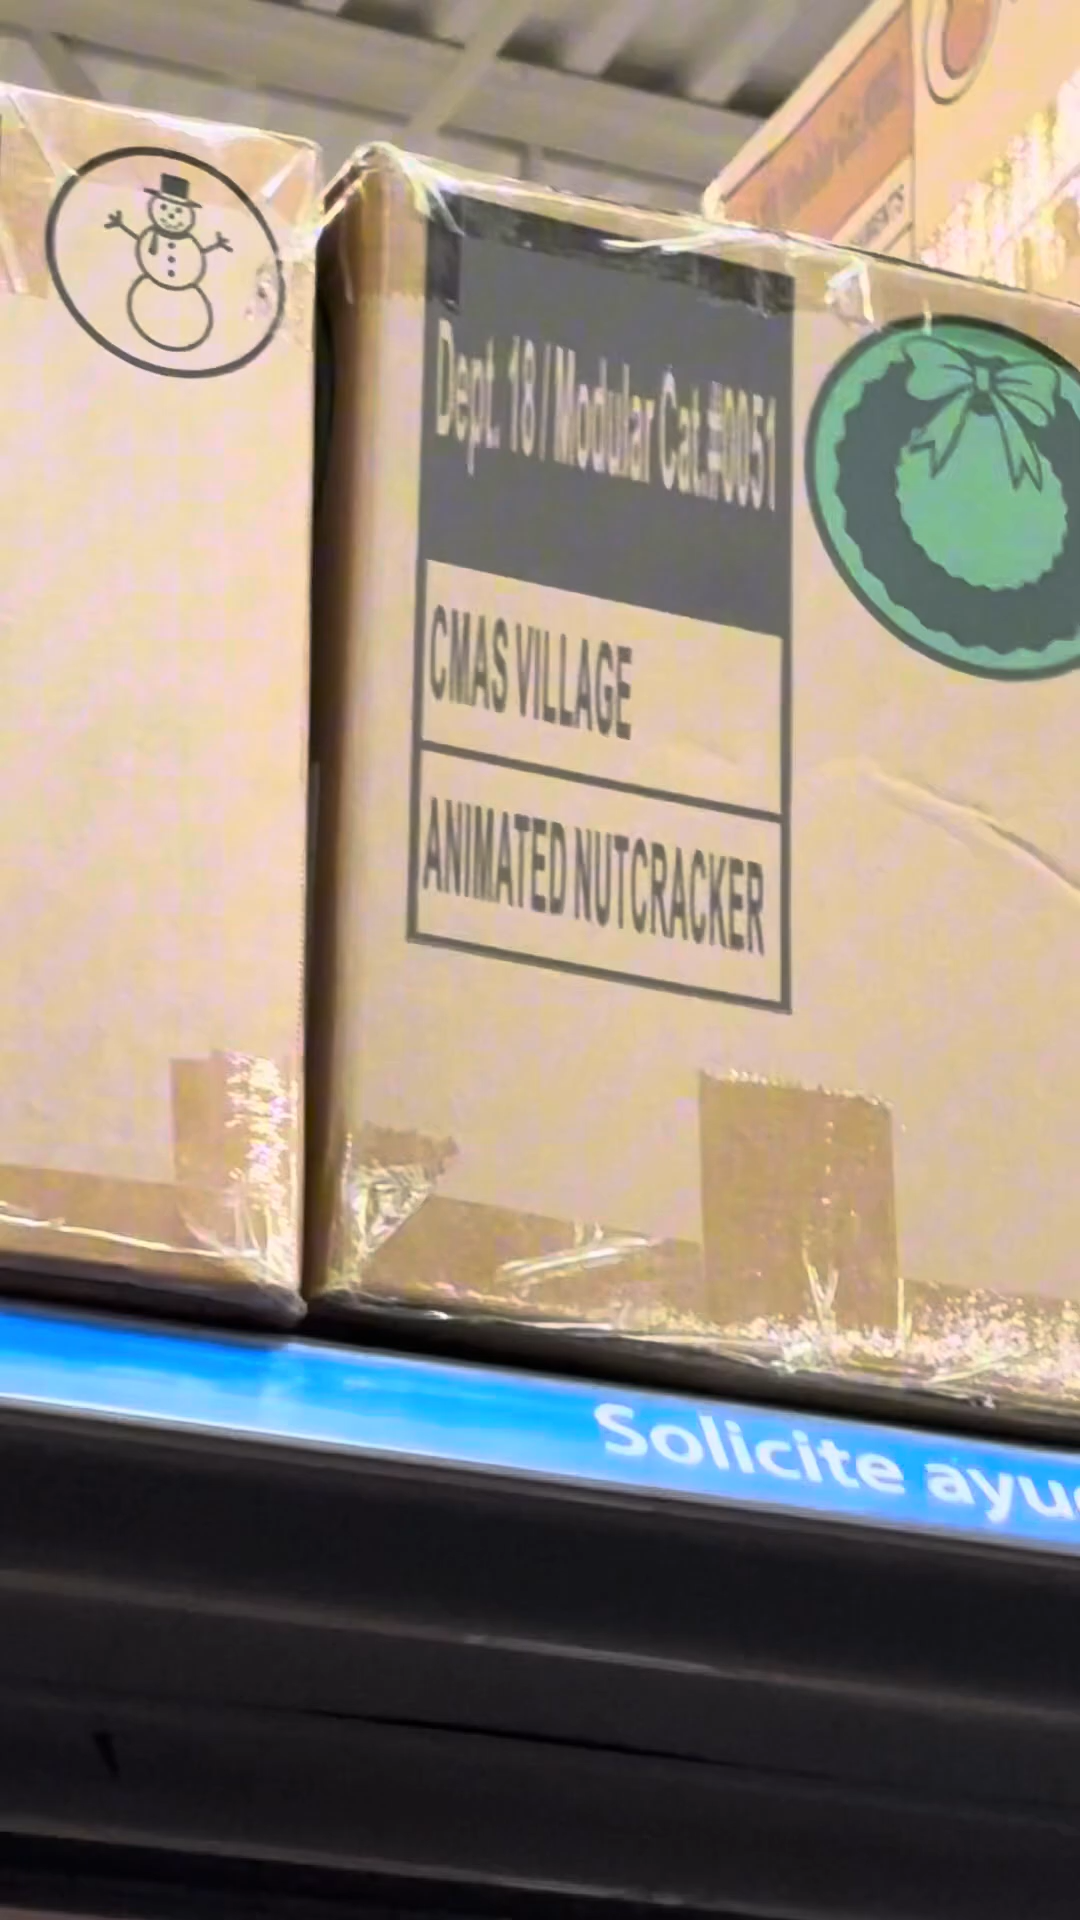 Dept. 18 / Modular Cat.#0051
CMAS VILLAGE
ANIMATED NUTCRACKER
Solicite ayu